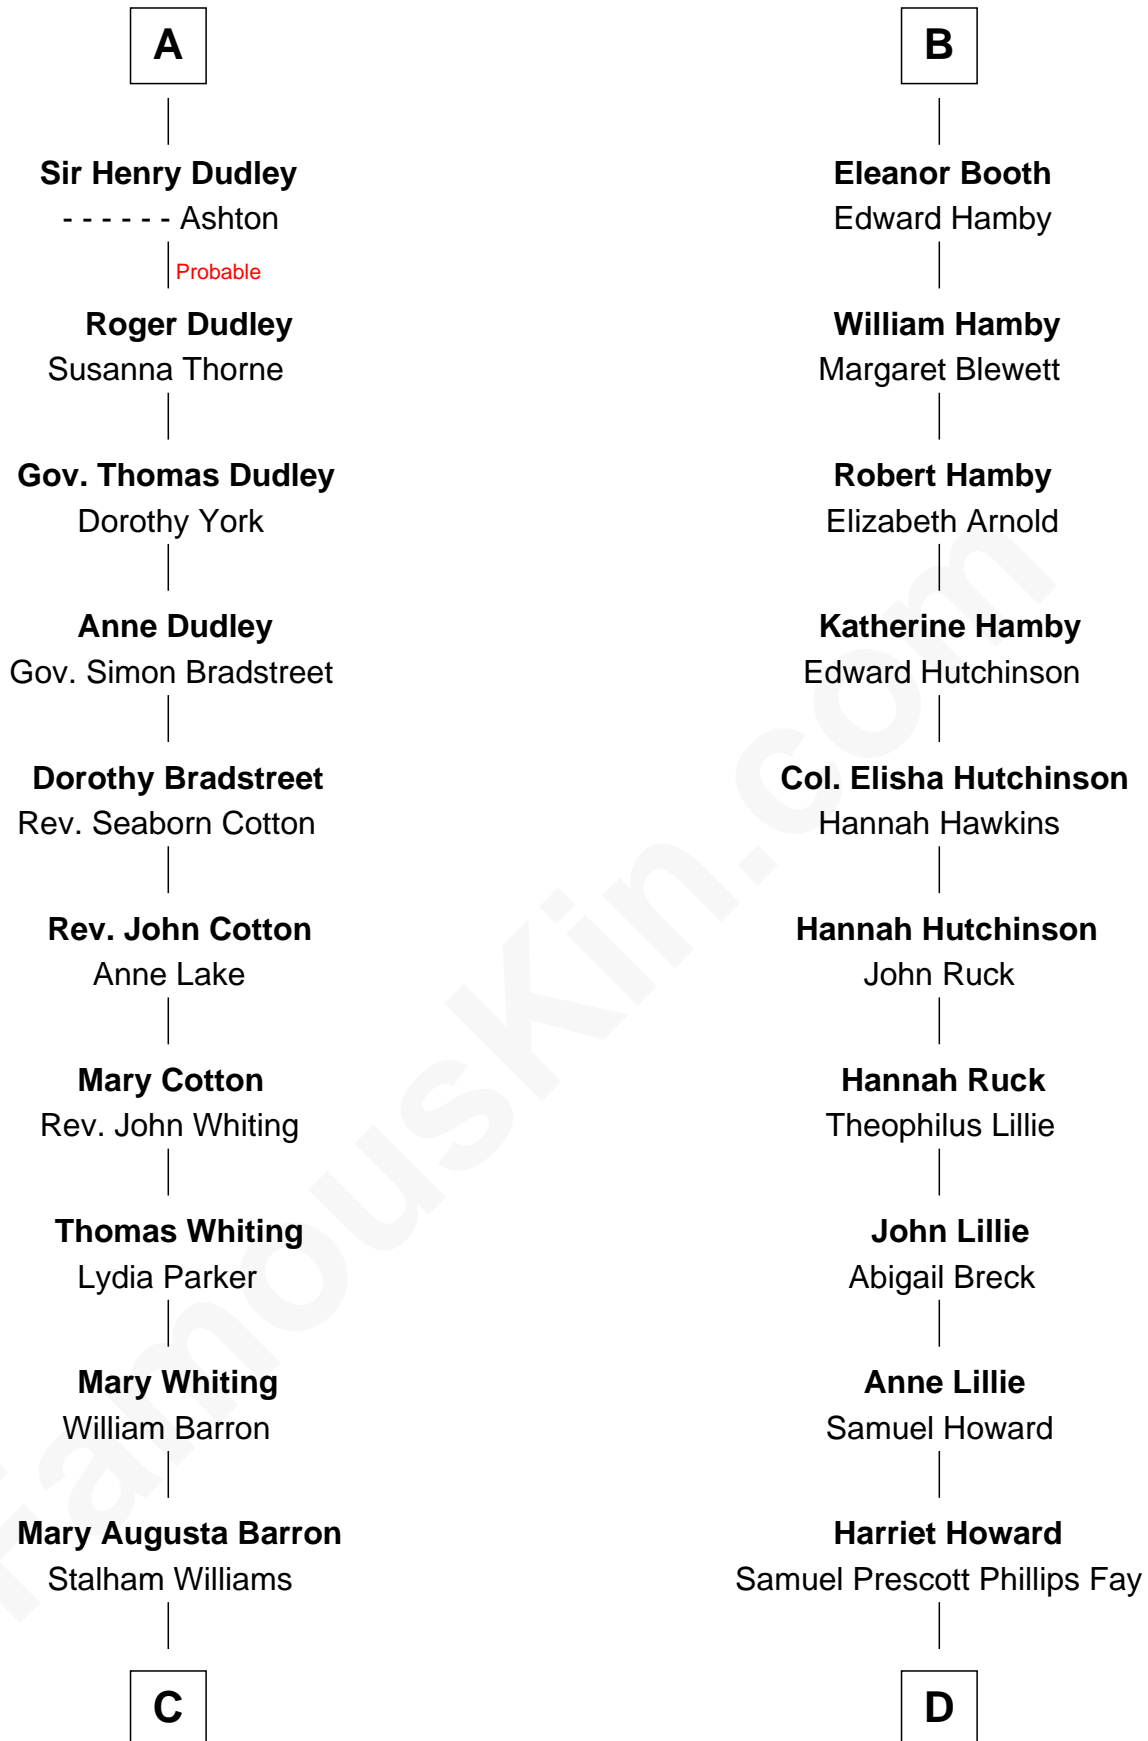 A
Sir Henry Dudley
- - - - - - Ashton
Probable
Roger Dudley
Susanna Thorne
Gov. Thomas Dudley
Dorothy York
Anne Dudley
Gov. Simon Bradstreet
Dorothy Bradstreet
Rev. Seaborn Cotton
Rev. John Cotton
Anne Lake
Mary Cotton
Rev. John Whiting
Thomas Whiting
Lydia Parker
Mary Whiting
William Barron
Mary Augusta Barron
Stalham Williams
C
B
Eleanor Booth
Edward Hamby
William Hamby
Margaret Blewett
Robert Hamby
Elizabeth Arnold
Katherine Hamby
Edward Hutchinson
Col. Elisha Hutchinson
Hannah Hawkins
Hannah Hutchinson
John Ruck
Hannah Ruck
Theophilus Lillie
John Lillie
Abigail Breck
Anne Lillie
Samuel Howard
Harriet Howard
Samuel Prescott Phillips Fay
D
FamousKin.com